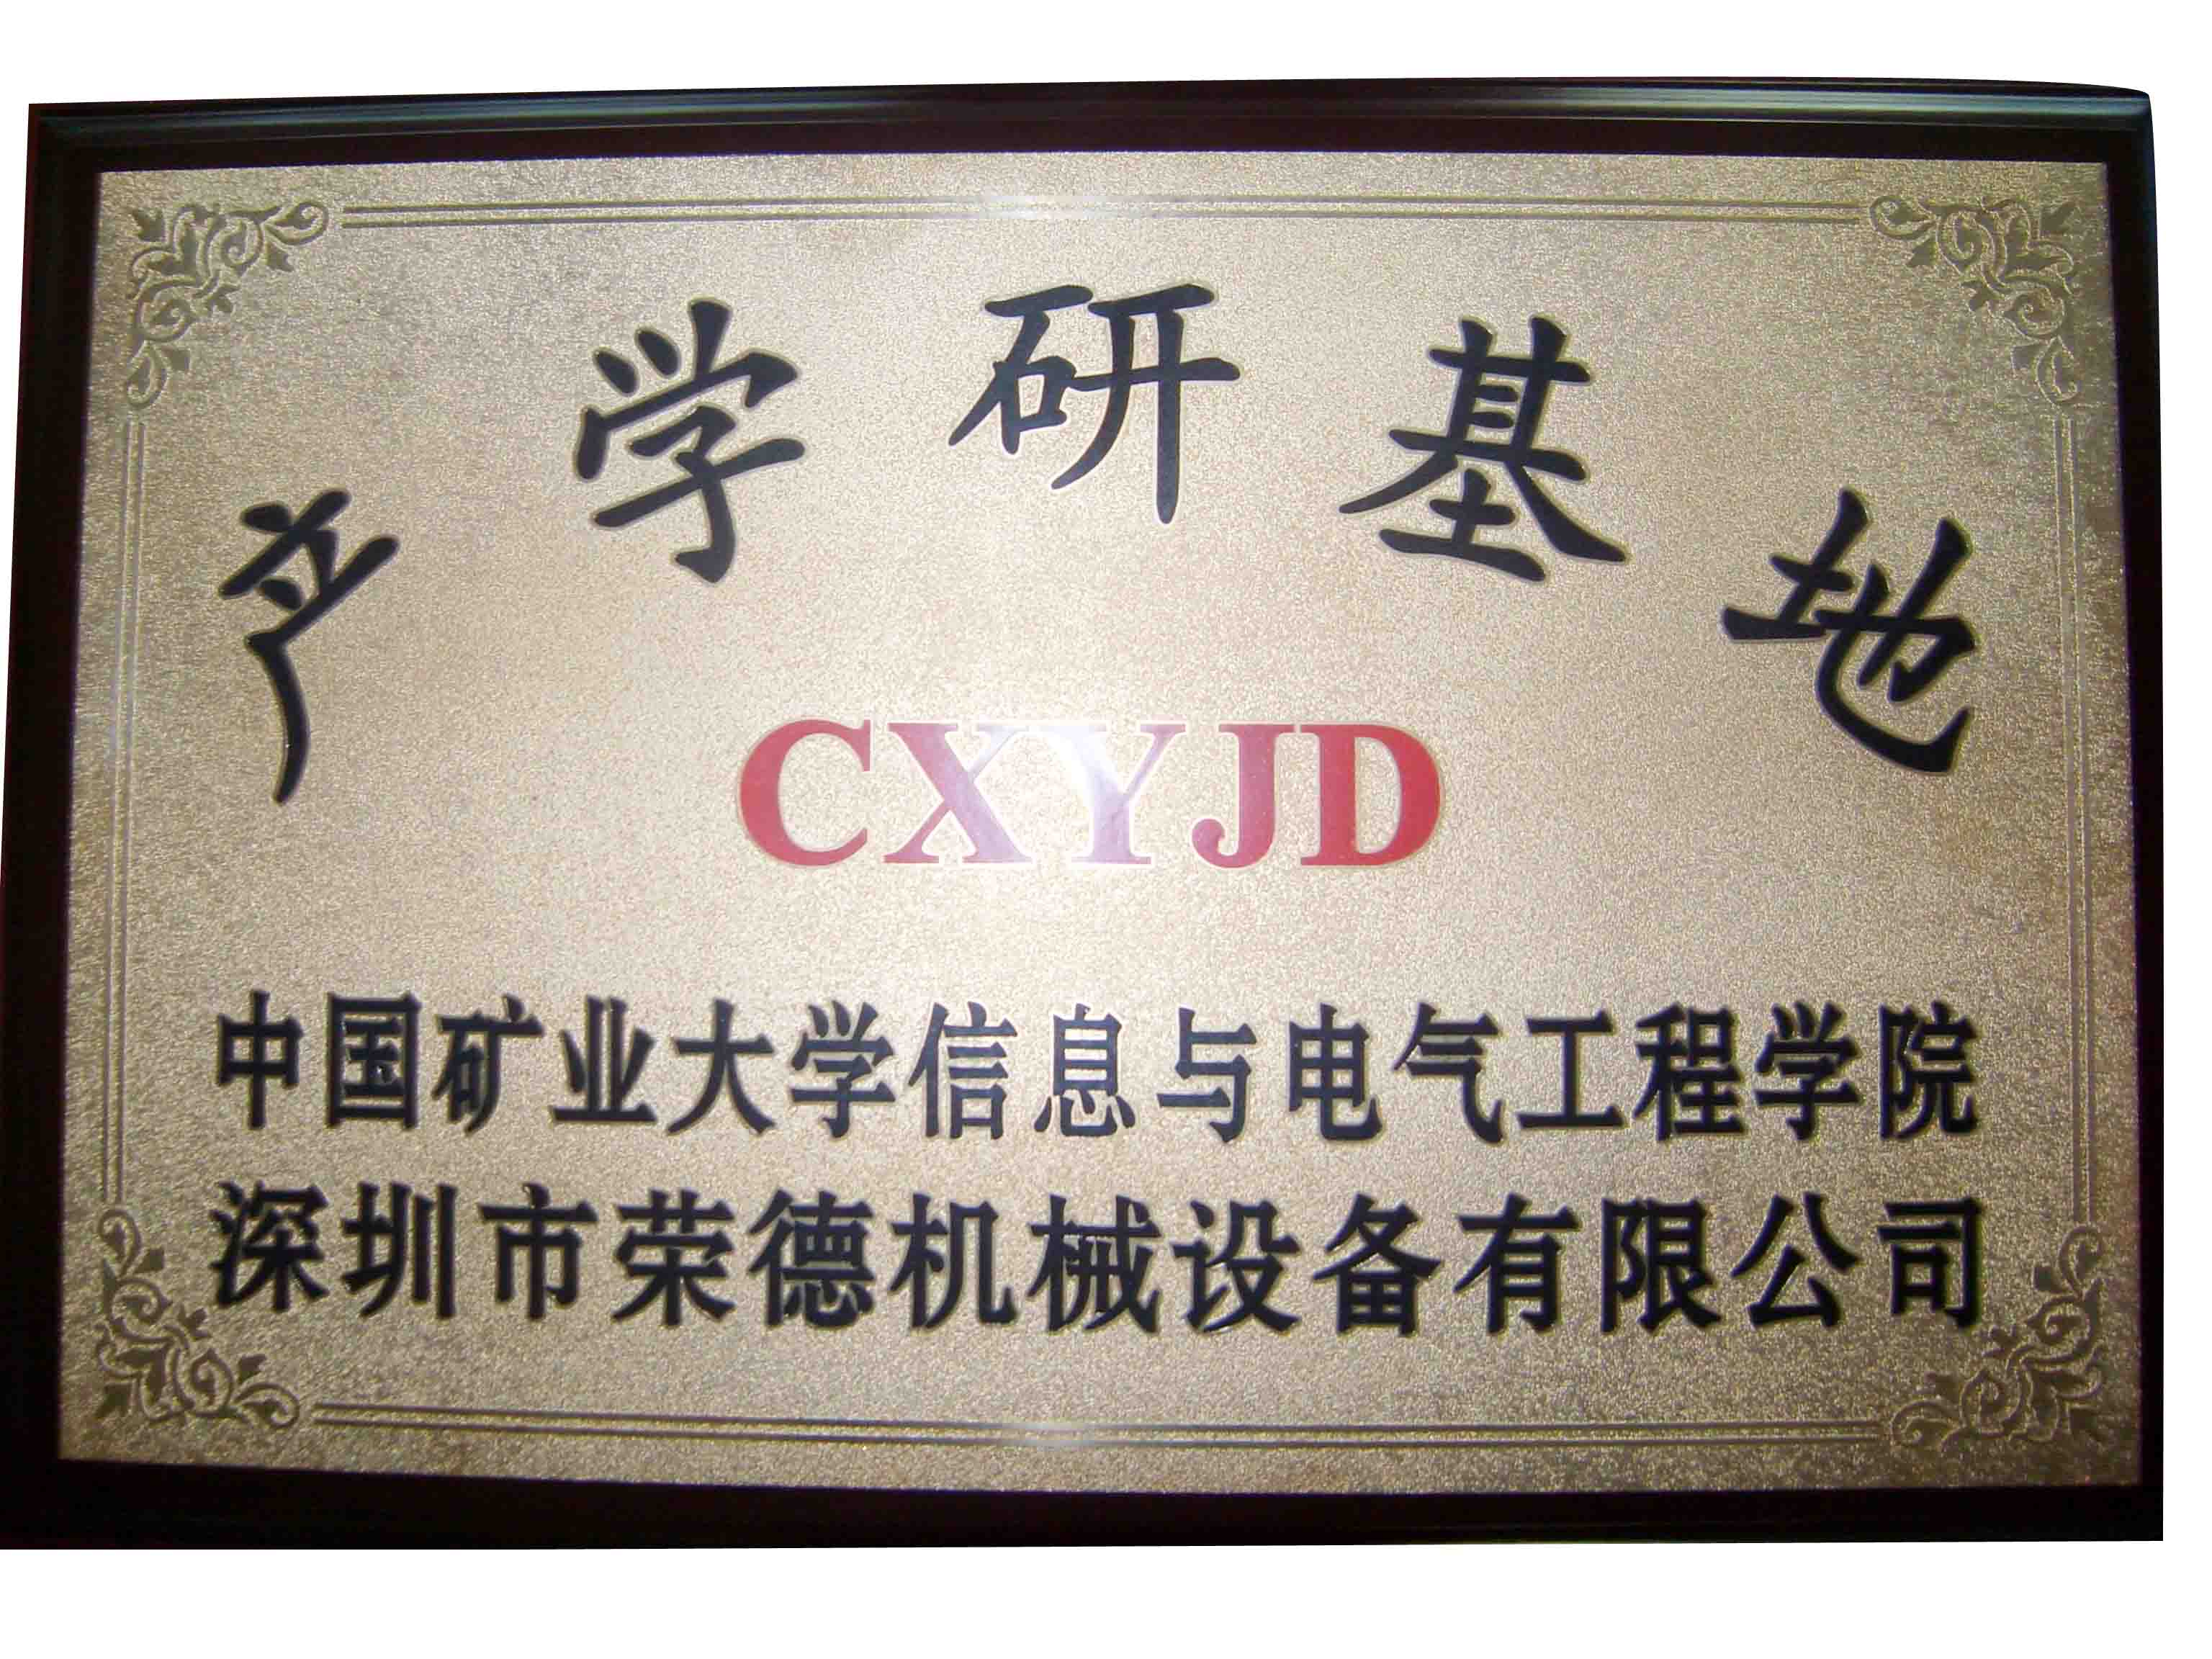 产学研基地
CXYJD
中国矿业大学信息与电气工程学院
深圳市荣德机械设备有限公司